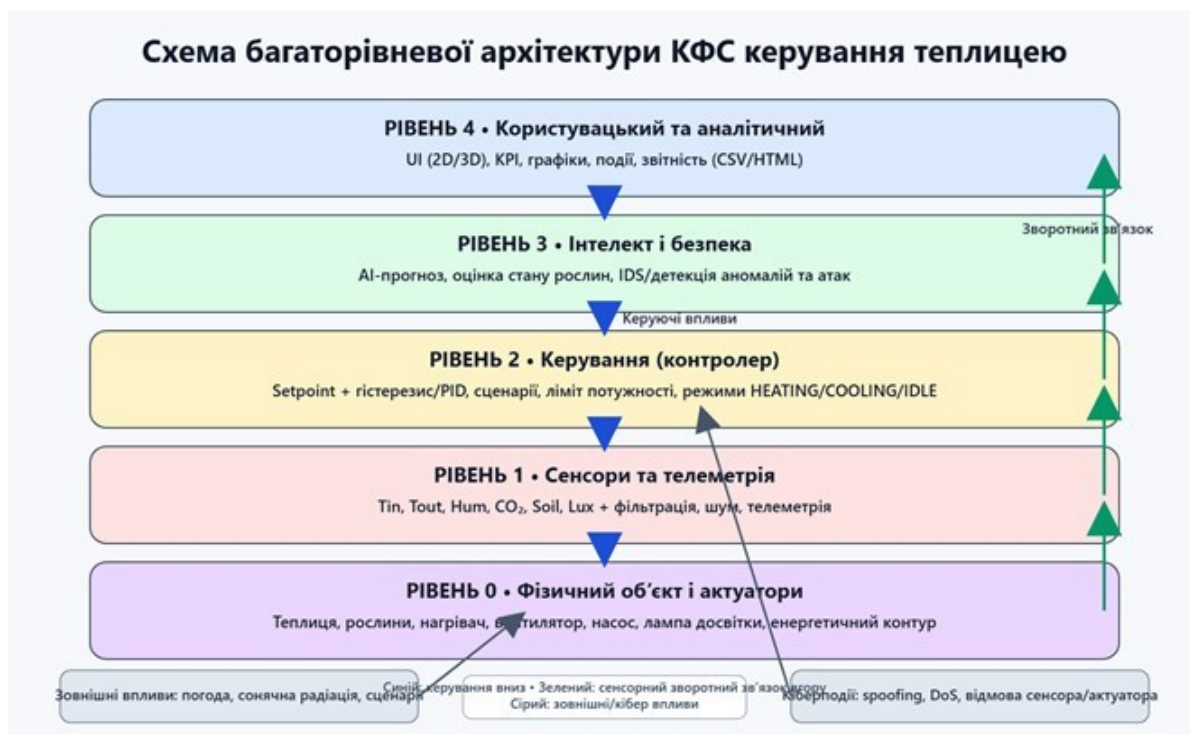 Схема багаторівневої архітектури КФС керування теплицею
РІВЕНЬ 4 • Користувацький та аналітичний
UI (2D/3D), KPI, графіки, події, звітність (CSV/HTML)
Зворотний зв'язок
РІВЕНЬ 3 • Інтелект і безпека
AI-прогноз, оцінка стану рослин, IDS/детекція аномалій та атак
Керуючі впливи
РІВЕНЬ 2 • Керування (контролер)
Setpoint + гістерезис/PID, сценарії, ліміт потужності, режими HEATING/COOLING/IDLE
РІВЕНЬ 1 • Сенсори та телеметрія
Tin, Tout, Hum, CO₂, Soil, Lux + фільтрація, шум, телеметрія
РІВЕНЬ 0 • Фізичний об'єкт і актуатори
Теплиця, рослини, нагрівач, вентилятор, насос, лампа досвітки, енергетичний контур
Зовнішні впливи: погода, сонячна радіація, сценарії
Синій: керування вниз • Зелений: сенсорний зворотний зв'язок вгору
Сірий: зовнішні/кібер впливи
Кіберподії: spoofing, DoS, відмова сенсора/актуатора